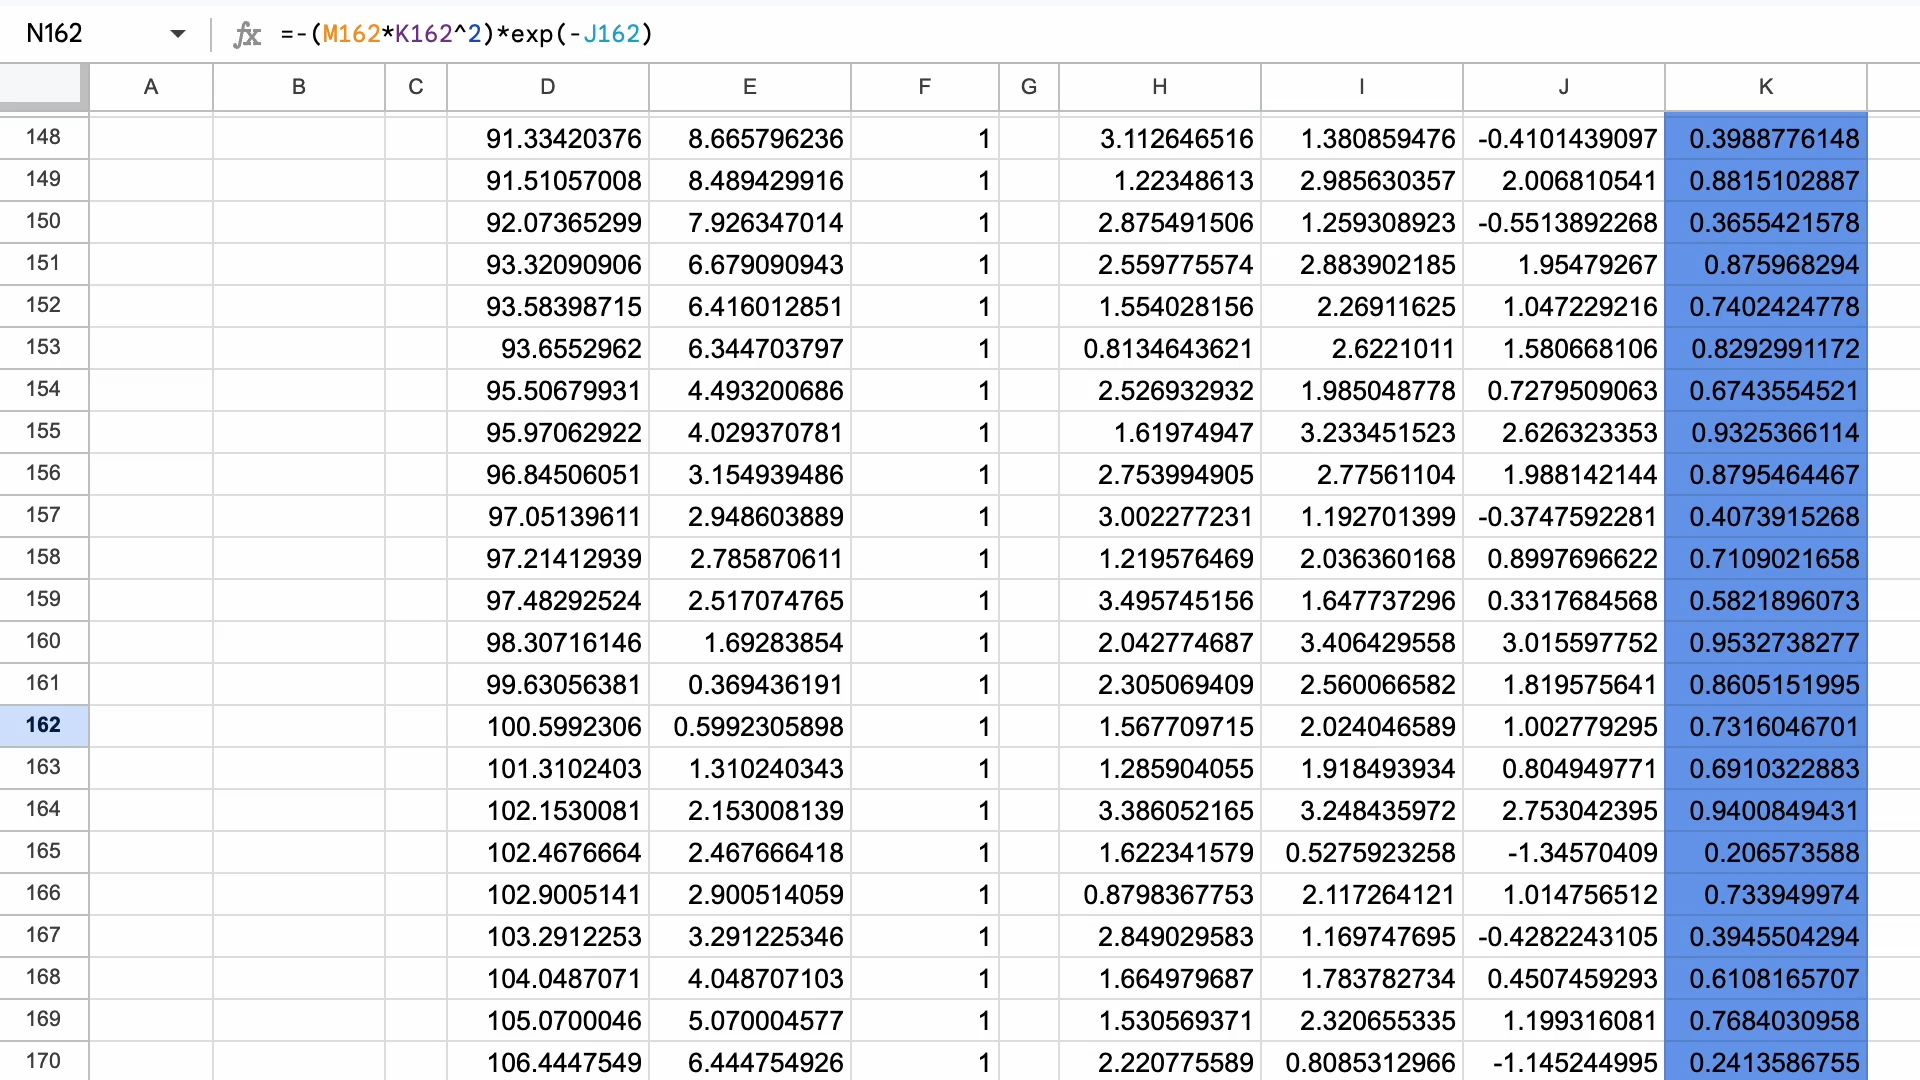 N162 fx =-(M162*K162^2)*exp(-J162)
A B C D E F G H I J K
148 91.33420376 8.665796236 1 3.112646516 1.380859476 -0.4101439097 0.3988776148
149 91.51057008 8.489429916 1 1.22348613 2.985630357 2.006810541 0.8815102887
150 92.07365299 7.926347014 1 2.875491506 1.259308923 -0.5513892268 0.3655421578
151 93.32090906 6.679090943 1 2.559775574 2.883902185 1.95479267 0.875968294
152 93.58398715 6.416012851 1 1.554028156 2.26911625 1.047229216 0.7402424778
153 93.6552962 6.344703797 1 0.8134643621 2.6221011 1.580668106 0.8292991172
154 95.50679931 4.493200686 1 2.526932932 1.985048778 0.7279509063 0.6743554521
155 95.97062922 4.029370781 1 1.61974947 3.233451523 2.626323353 0.9325366114
156 96.84506051 3.154939486 1 2.753994905 2.77561104 1.988142144 0.8795464467
157 97.05139611 2.948603889 1 3.002277231 1.192701399 -0.3747592281 0.4073915268
158 97.21412939 2.785870611 1 1.219576469 2.036360168 0.8997696622 0.7109021658
159 97.48292524 2.517074765 1 3.495745156 1.647737296 0.3317684568 0.5821896073
160 98.30716146 1.69283854 1 2.042774687 3.406429558 3.015597752 0.9532738277
161 99.63056381 0.369436191 1 2.305069409 2.560066582 1.819575641 0.8605151995
162 100.5992306 0.5992305898 1 1.567709715 2.024046589 1.002779295 0.7316046701
163 101.3102403 1.310240343 1 1.285904055 1.918493934 0.804949771 0.6910322883
164 102.1530081 2.153008139 1 3.386052165 3.248435972 2.753042395 0.9400849431
165 102.4676664 2.467666418 1 1.622341579 0.5275923258 -1.34570409 0.206573588
166 102.9005141 2.900514059 1 0.8798367753 2.117264121 1.014756512 0.733949974
167 103.2912253 3.291225346 1 2.849029583 1.169747695 -0.4282243105 0.3945504294
168 104.0487071 4.048707103 1 1.664979687 1.783782734 0.4507459293 0.6108165707
169 105.0700046 5.070004577 1 1.530569371 2.320655335 1.199316081 0.7684030958
170 106.4447549 6.444754926 1 2.220775589 0.8085312966 -1.145244995 0.2413586755